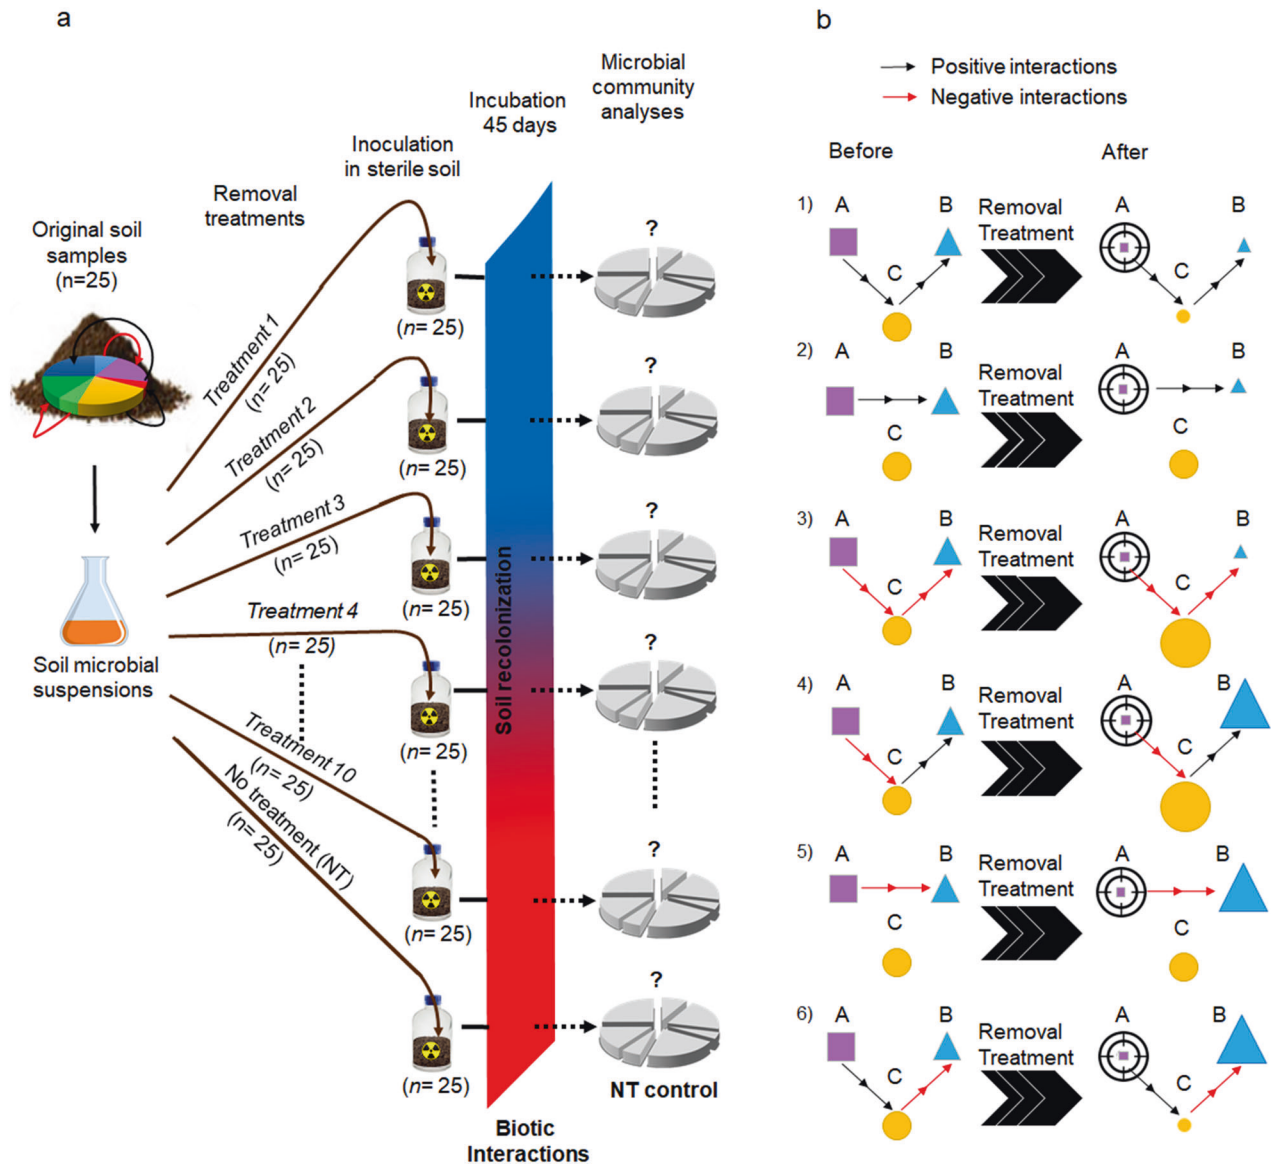 a
Original soil
samples
(n=25)
Soil microbial
suspensions
Removal
treatments
Treatment 1
(n= 25)
Treatment 2
(n= 25)
Treatment 3
(n= 25)
Treatment 4
(n= 25)
Treatment 10
(n= 25)
No treatment (NT)
(n= 25)
Inoculation
in sterile soil
(n= 25)
(n= 25)
(n= 25)
(n= 25)
(n= 25)
(n= 25)
Incubation
45 days
Soil recolonization
Biotic
Interactions
Microbial
community
analyses
?
?
?
?
?
?
NT control
b
Positive interactions
Negative interactions
Before
After
1)
A
B
C
Removal
Treatment
A
B
C
2)
A
B
C
Removal
Treatment
A
B
C
3)
A
B
C
Removal
Treatment
A
B
C
4)
A
B
C
Removal
Treatment
A
B
C
5)
A
B
C
Removal
Treatment
A
B
C
6)
A
B
C
Removal
Treatment
A
B
C